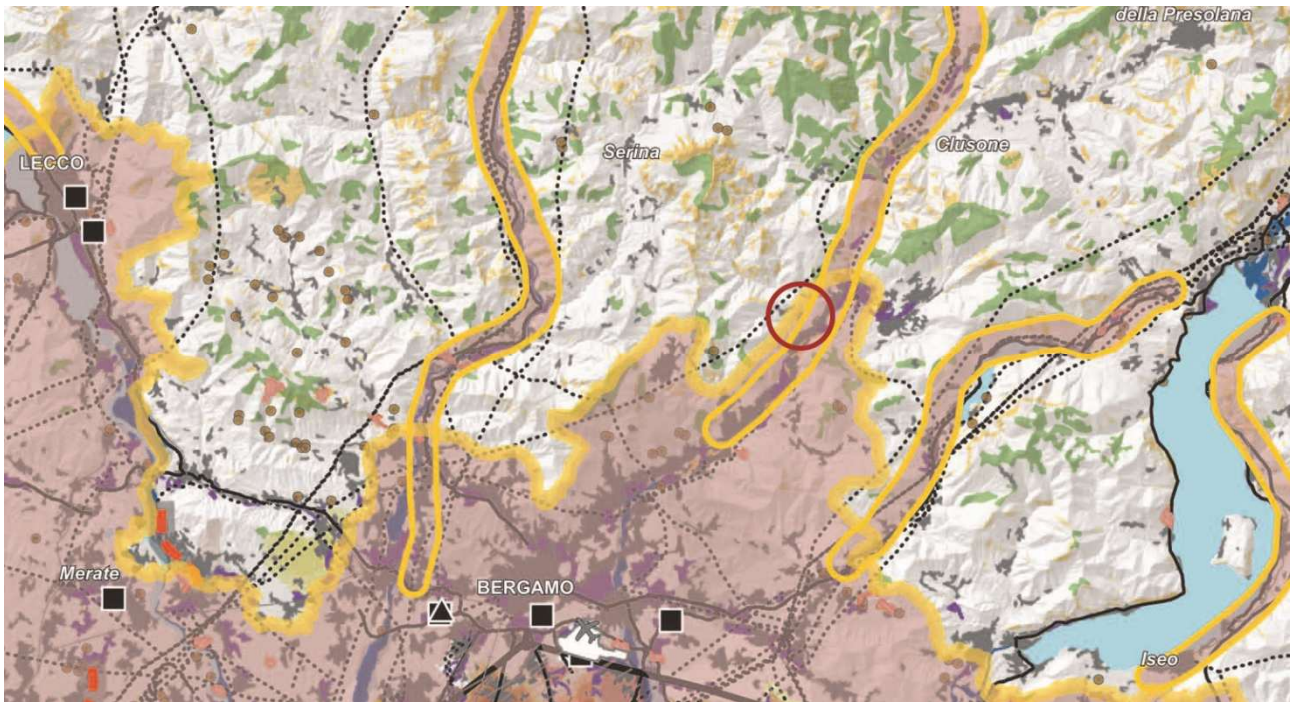 della Presolana
Clusone
Serina
LECCO
Merate
BERGAMO
Iseo